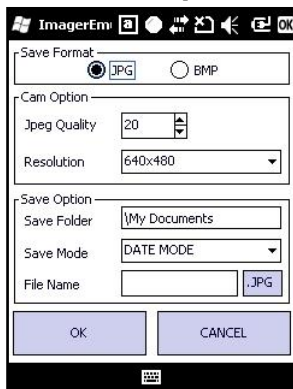 ImagerEm a OK
Save Format
JPG BMP
Cam Option
Jpeg Quality 20
Resolution 640x480
Save Option
Save Folder \My Documents
Save Mode DATE MODE
File Name .JPG
OK CANCEL